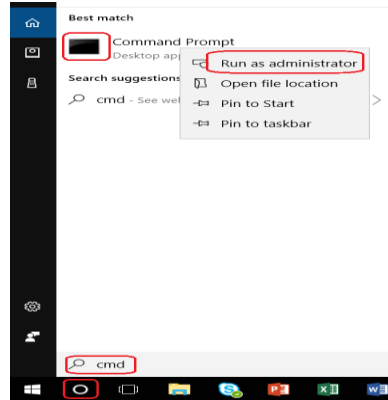 Best match
Command Prompt
Desktop ap
Run as administrator
Search suggestions
Open file location
cmd - See we
Pin to Start
Pin to taskbar
cmd